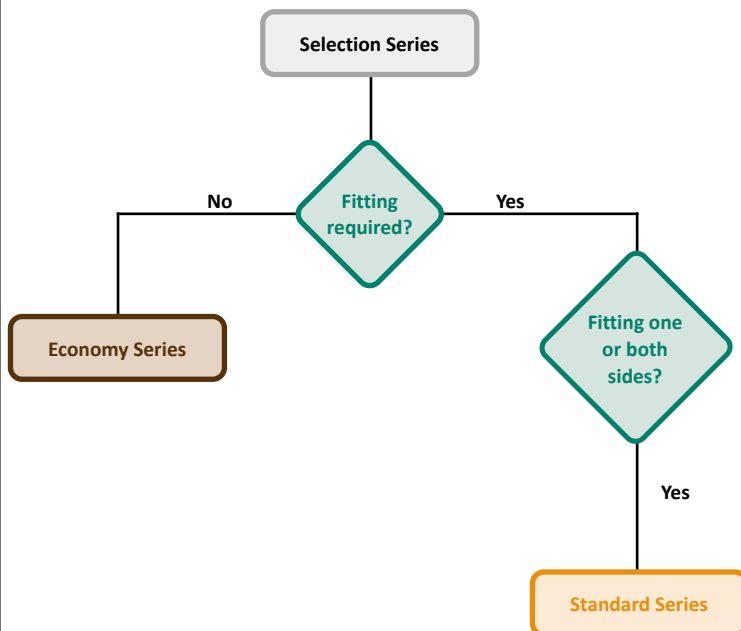 Selection Series
No
Fitting
required?
Yes
Economy Series
Fitting one
or both
sides?
Yes
Standard Series